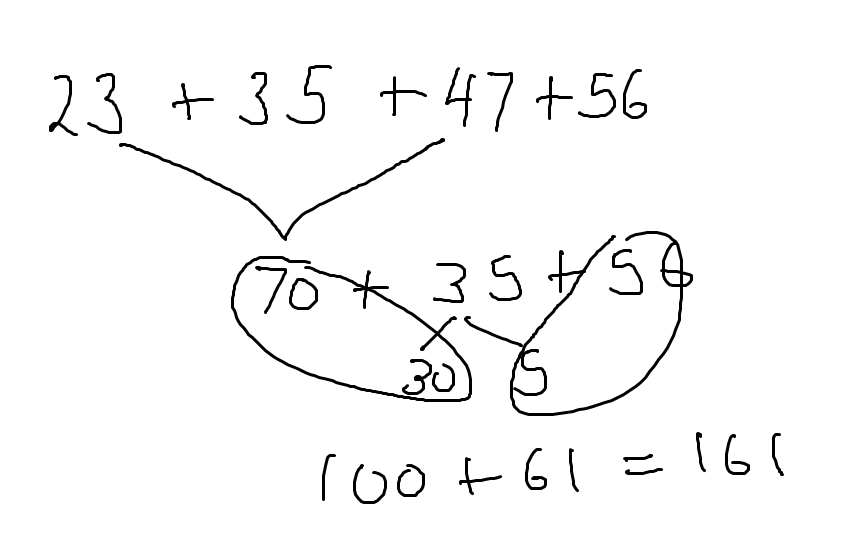 23 + 35 + 47 + 56
70 + 35 + 56
30 5
100 + 61 = 161